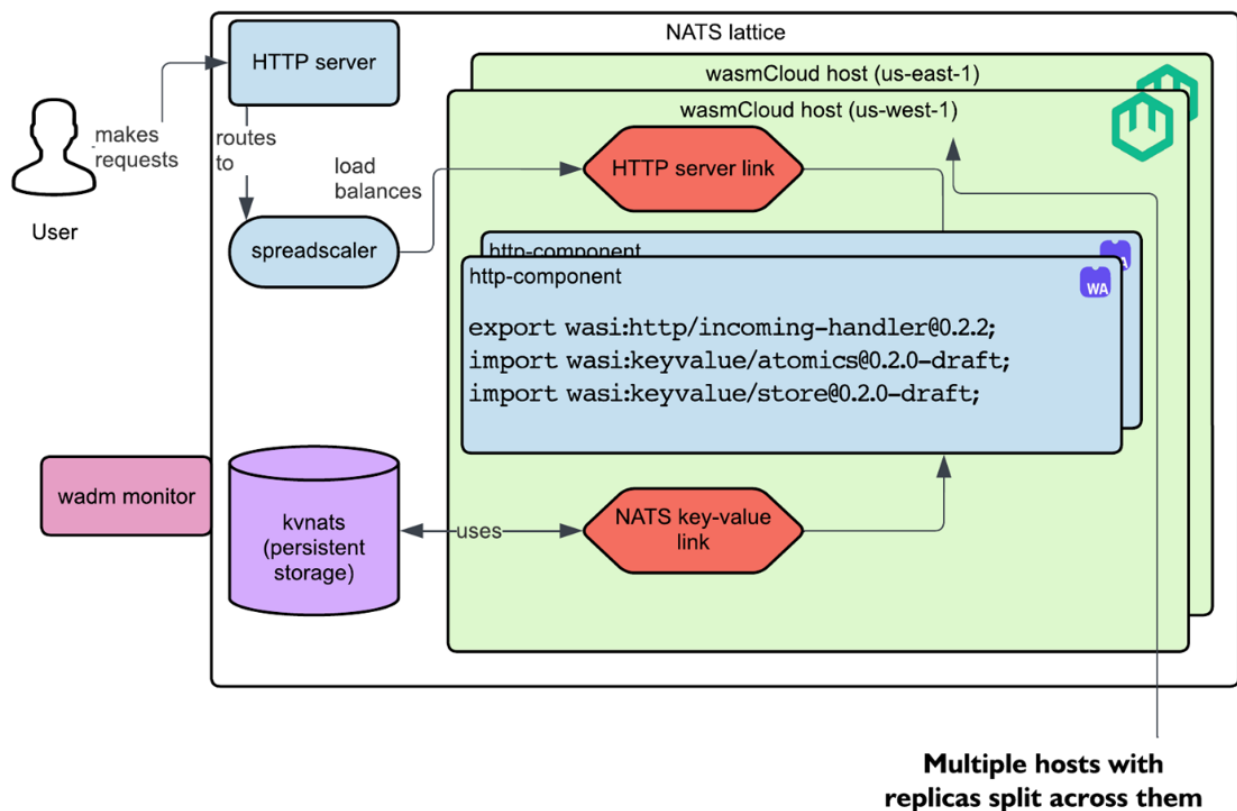 NATS lattice
HTTP server
wasmCloud host (us-east-1)
wasmCloud host (us-west-1)
makes
requests
routes
to
HTTP server link
load
balances
User
spreadscaler
http-component
WA
http-component
WA
export wasi:http/incoming-handler@0.2.2;
import wasi:keyvalue/atomics@0.2.0-draft;
import wasi:keyvalue/store@0.2.0-draft;
wadm monitor
kvnats
(persistent
storage)
uses
NATS key-value
link
Multiple hosts with
replicas split across them